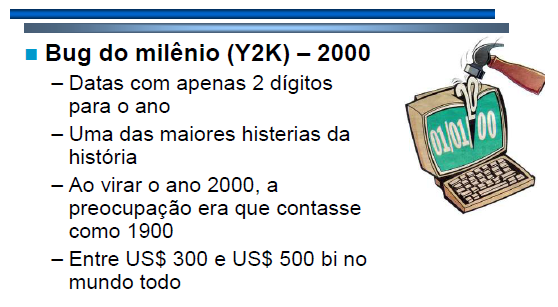 Bug do milênio (Y2K) – 2000
– Datas com apenas 2 dígitos
para o ano
– Uma das maiores histerias da
história
– Ao virar o ano 2000, a
preocupação era que contasse
como 1900
– Entre US$ 300 e US$ 500 bi no
mundo todo
20
01/01/00